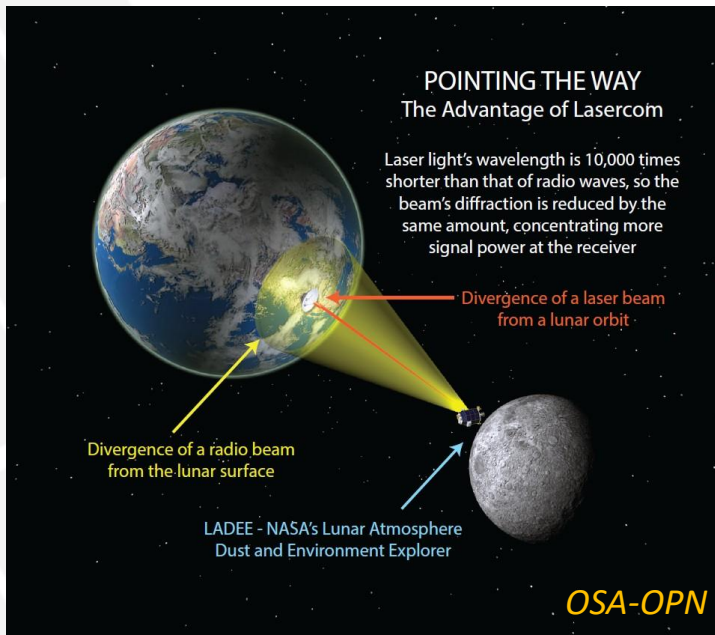 POINTING THE WAY
The Advantage of Lasercom
Laser light's wavelength is 10,000 times
shorter than that of radio waves, so the
beam's diffraction is reduced by the
same amount, concentrating more
signal power at the receiver
Divergence of a laser beam
from a lunar orbit
Divergence of a radio beam
from the lunar surface
LADEE - NASA's Lunar Atmosphere
Dust and Environment Explorer
OSA-OPN